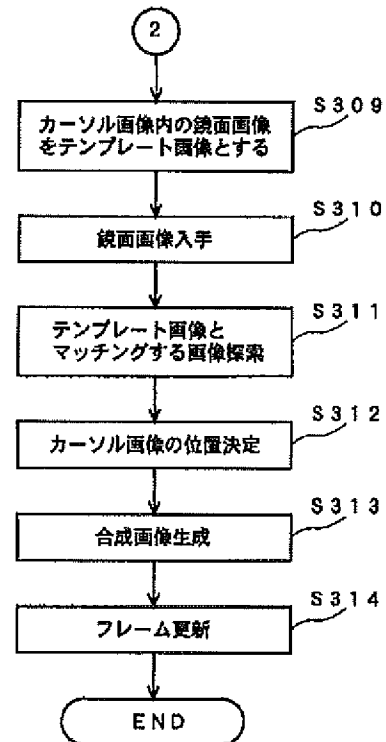 2
S309
カーソル画像内の鏡面画像
をテンプレート画像とする
S310
鏡面画像入手
S311
テンプレート画像と
マッチングする画像探索
S312
カーソル画像の位置決定
S313
合成画像生成
S314
フレーム更新
END